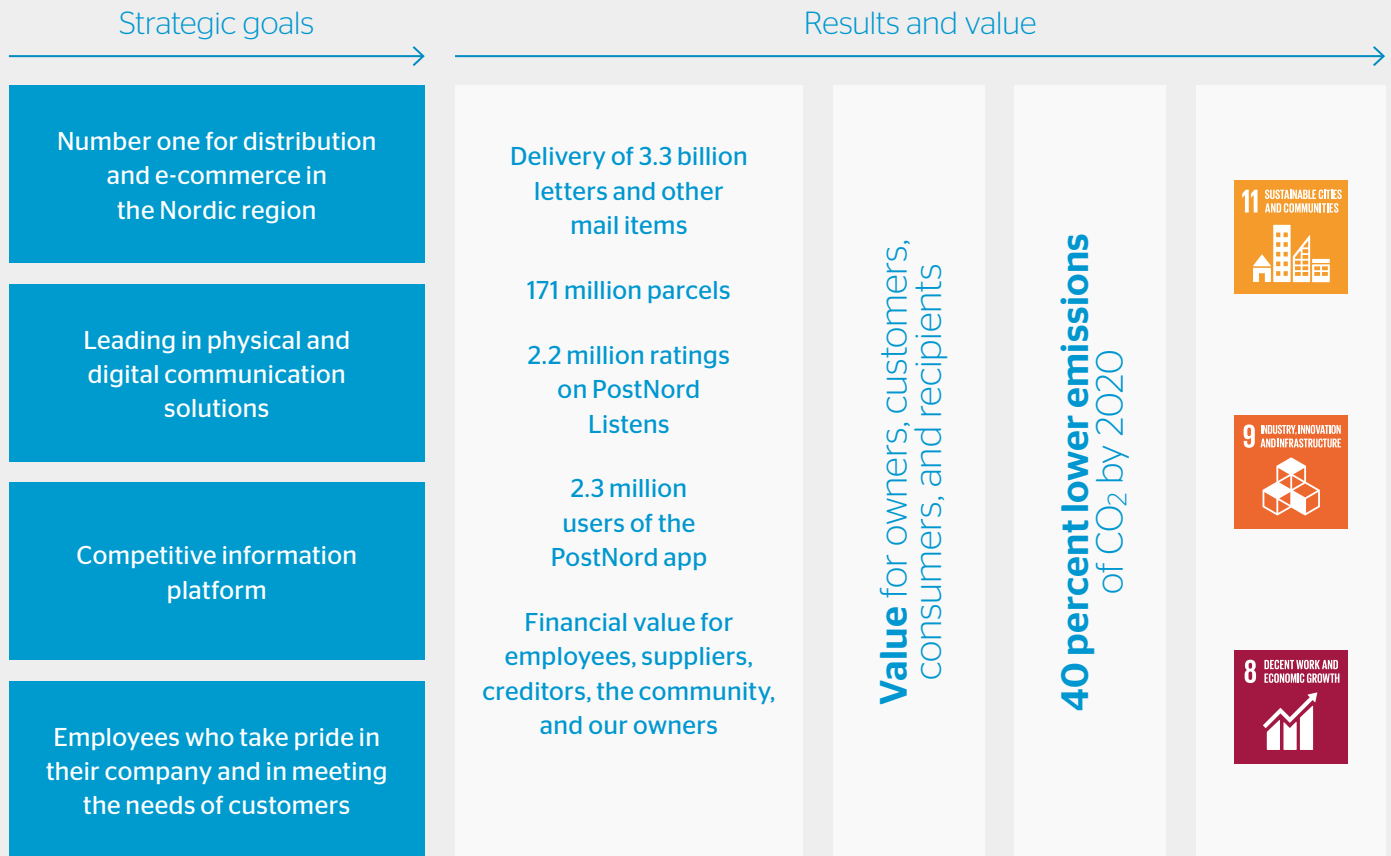 Strategic goals
Results and value
Number one for distribution
and e-commerce in
the Nordic region
Leading in physical and
digital communication
solutions
Competitive information
platform
Employees who take pride in
their company and in meeting
the needs of customers
Delivery of 3.3 billion
letters and other
mail items
171 million parcels
2.2 million ratings
on PostNord
Listens
2.3 million
users of the
PostNord app
Financial value for
employees, suppliers,
creditors, the community,
and our owners
Value for owners, customers,
consumers, and recipients
40 percent lower emissions
of CO₂ by 2020
11 SUSTAINABLE CITIES
AND COMMUNITIES
9 INDUSTRY, INNOVATION
AND INFRASTRUCTURE
8 DECENT WORK AND
ECONOMIC GROWTH